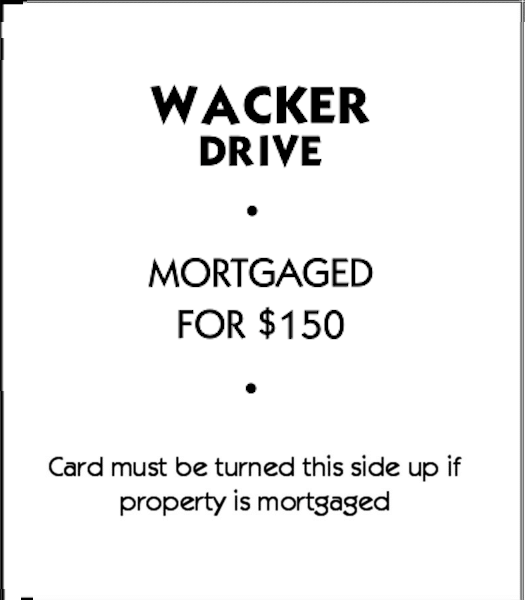 WACKER
DRIVE
•
MORTGAGED
FOR $150
•
Card must be turned this side up if
property is mortgaged